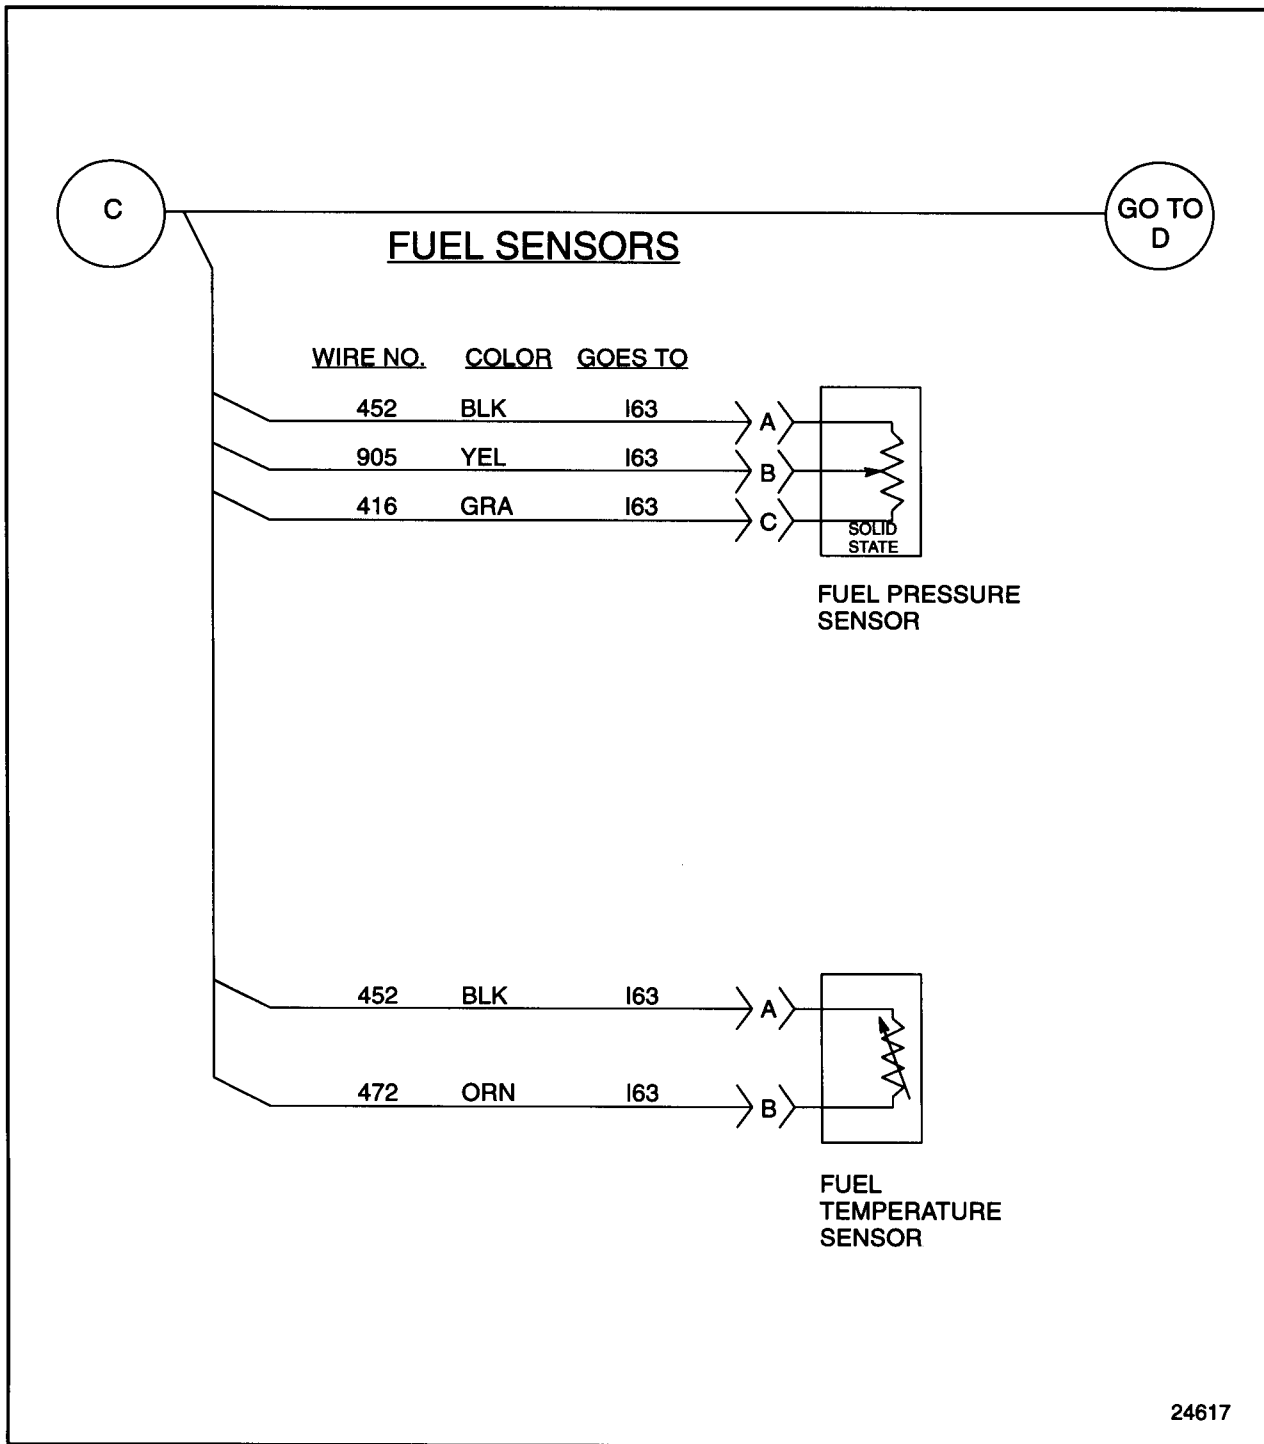 C
GO TO
D
FUEL SENSORS
WIRE NO. COLOR GOES TO
452 BLK I63 A
905 YEL I63 B
416 GRA I63 C
SOLID
STATE
FUEL PRESSURE
SENSOR
452 BLK I63 A
472 ORN I63 B
FUEL
TEMPERATURE
SENSOR
24617